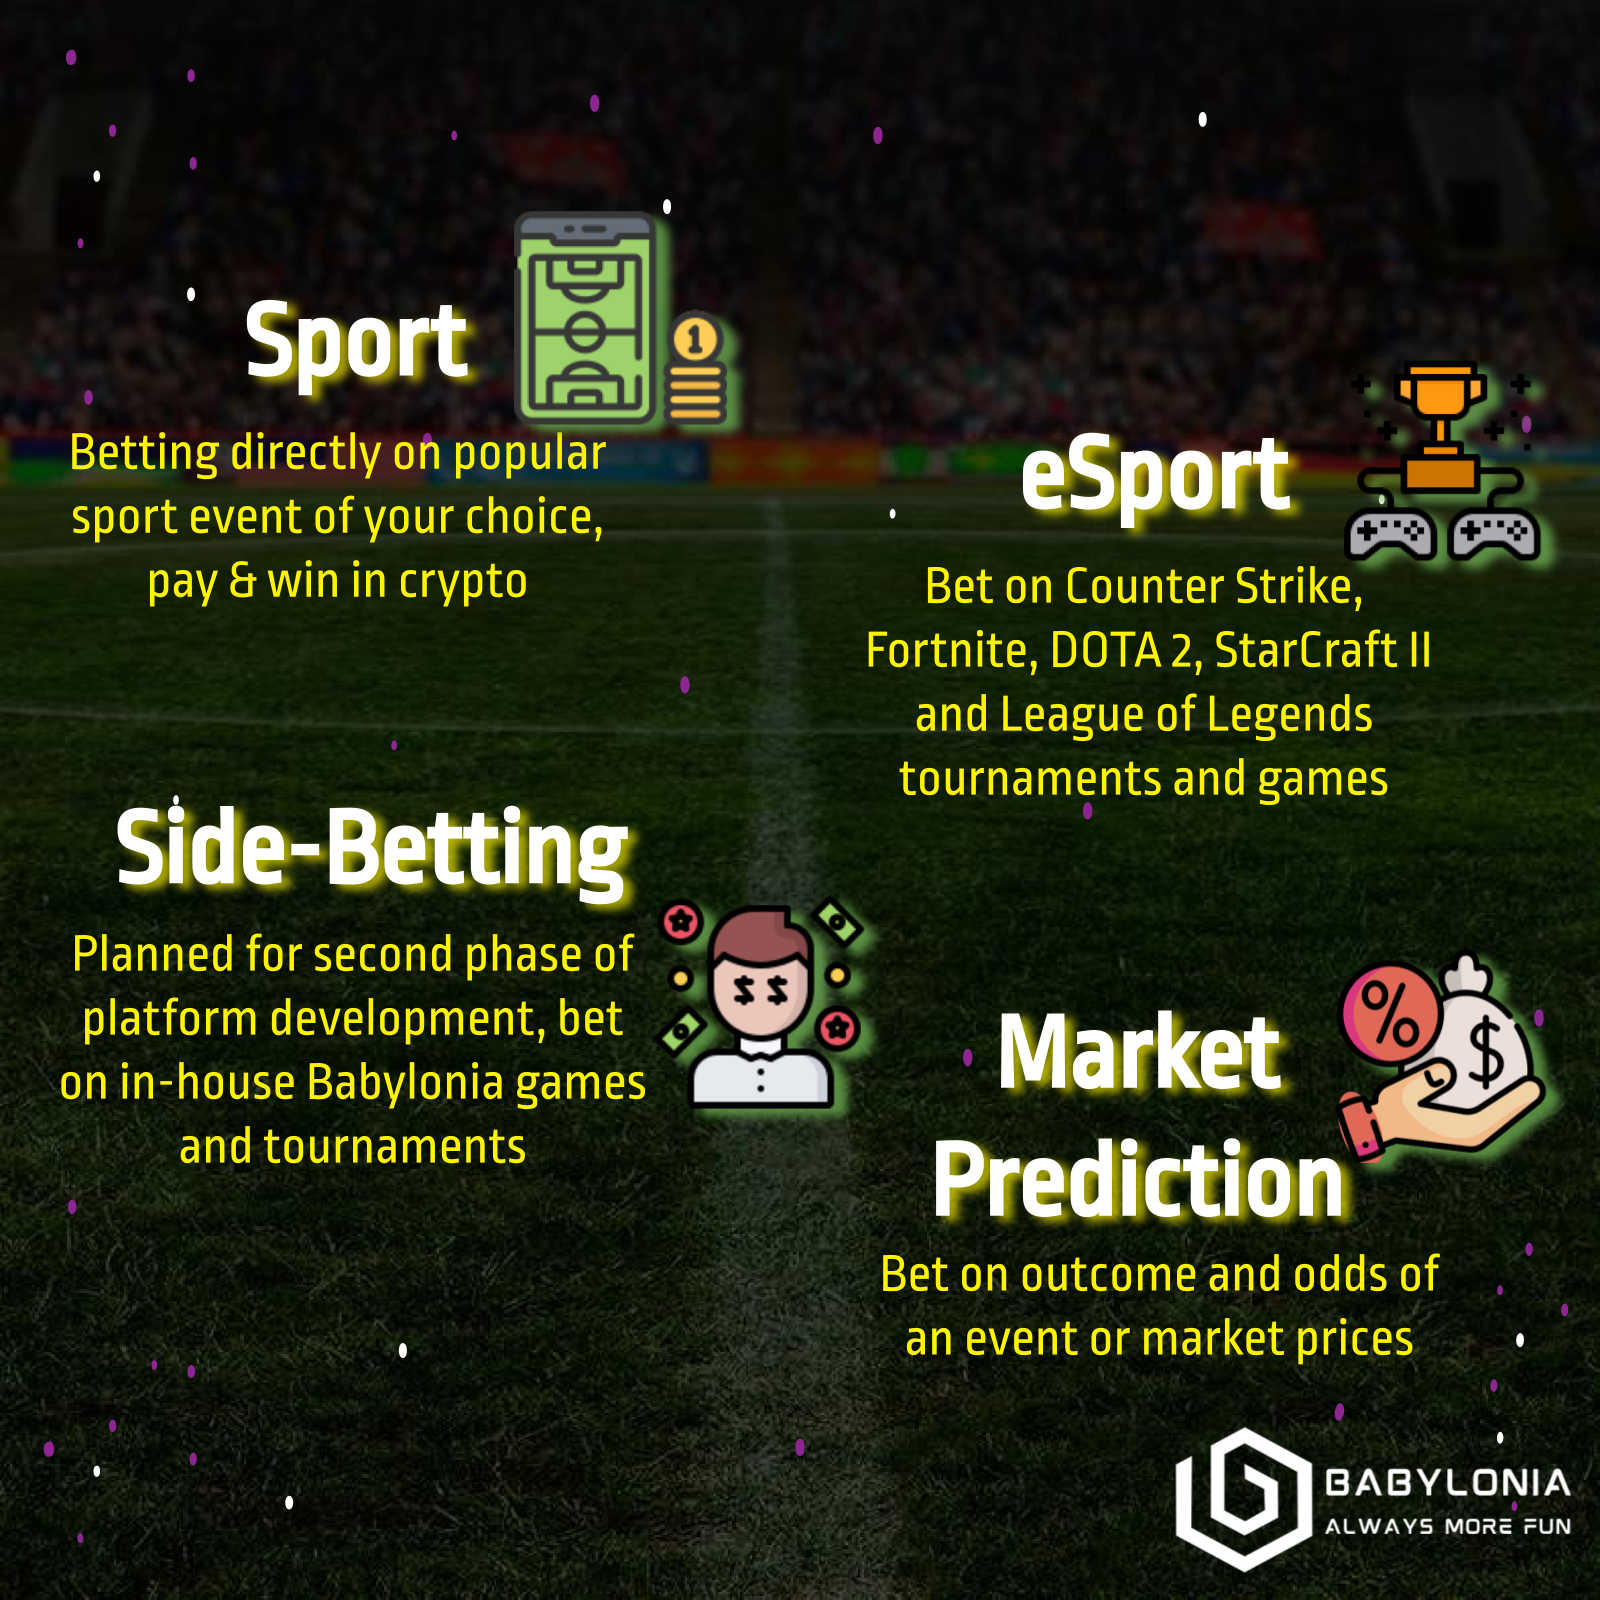 Sport
Betting directly on popular
sport event of your choice,
pay & win in crypto
eSport
Bet on Counter Strike,
Fortnite, DOTA 2, StarCraft II
and League of Legends
tournaments and games
Side-Betting
Planned for second phase of
platform development, bet
on in-house Babylonia games
and tournaments
Market
Prediction
Bet on outcome and odds of
an event or market prices
BABYLONIA
ALWAYS MORE FUN